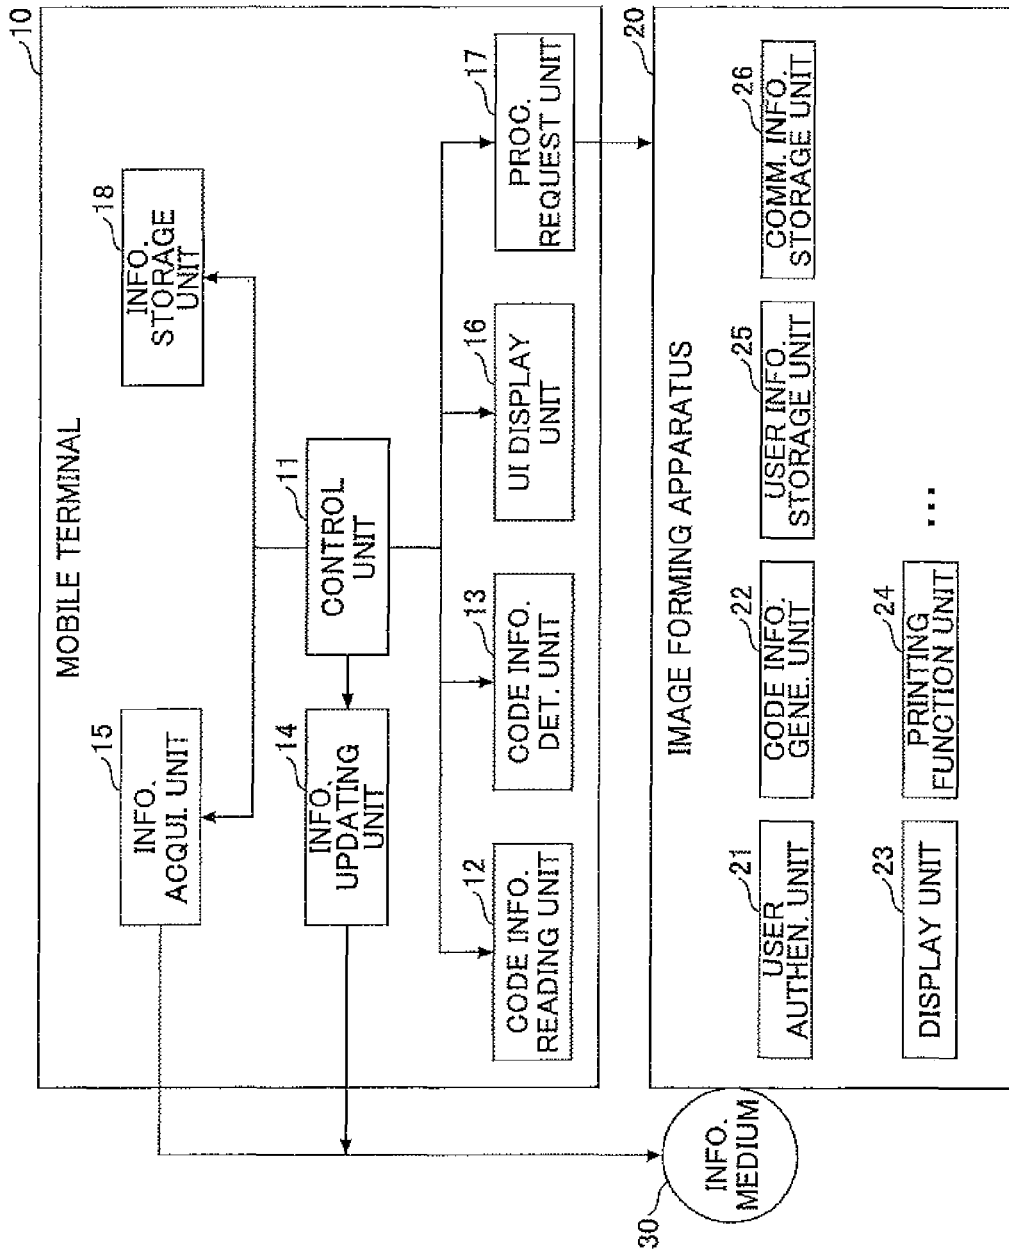 10
MOBILE TERMINAL
15
INFO.
ACQUI. UNIT
18
INFO.
STORAGE
UNIT
14
INFO.
UPDATING
UNIT
11
CONTROL
UNIT
12
CODE INFO.
READING UNIT
13
CODE INFO.
DET. UNIT
16
UI DISPLAY
UNIT
17
PROC.
REQUEST UNIT
30
INFO.
MEDIUM
20
IMAGE FORMING APPARATUS
21
USER
AUTHEN. UNIT
22
CODE INFO.
GENE. UNIT
25
USER INFO.
STORAGE UNIT
26
COMM. INFO.
STORAGE UNIT
23
DISPLAY UNIT
24
PRINTING
FUNCTION UNIT
...